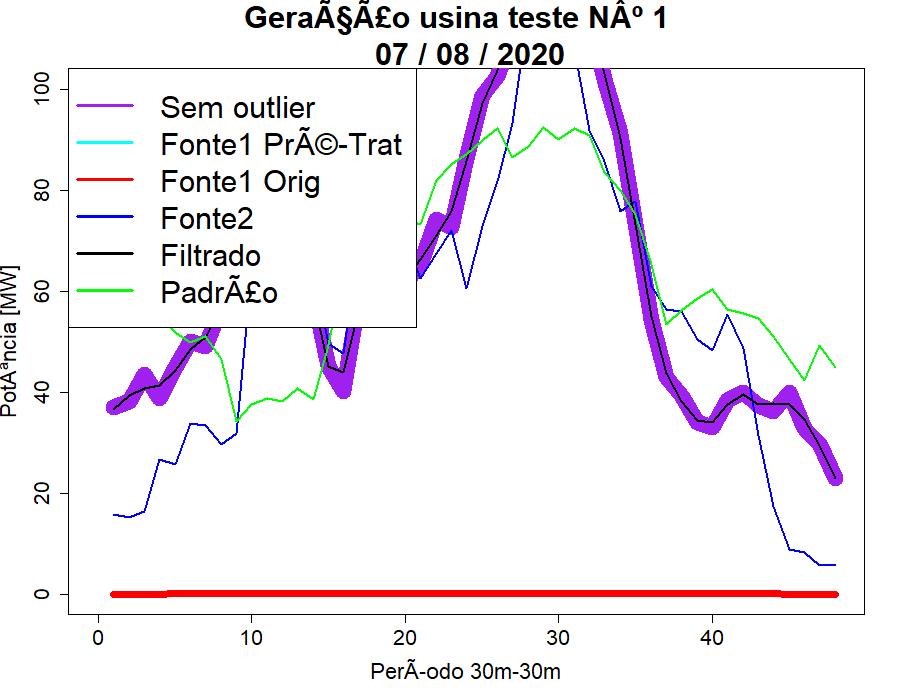 GeraÃ§Ã£o usina teste NÂº 1
07 / 08 / 2020
Sem outlier
Fonte1 PrÃ©-Trat
Fonte1 Orig
Fonte2
Filtrado
PadrÃ£o
PotÃªncia [MW]
100
80
60
40
20
0
0 10 20 30 40
PerÃ-odo 30m-30m